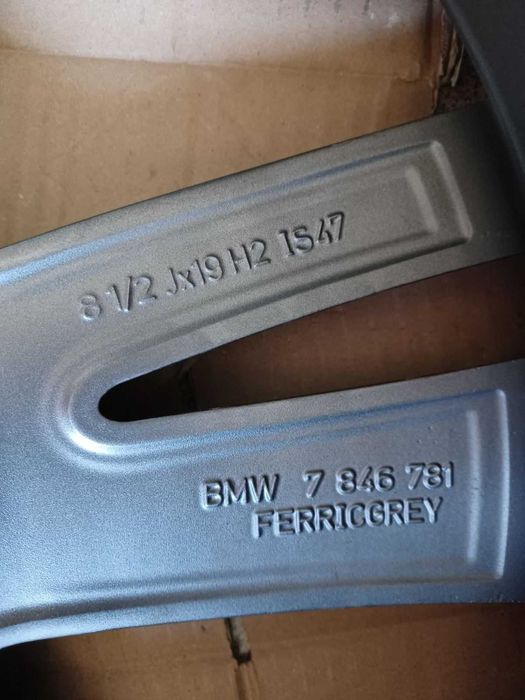 8 1/2 Jx19 H2 IS47
BMW 7 846 781
FERRICGREY